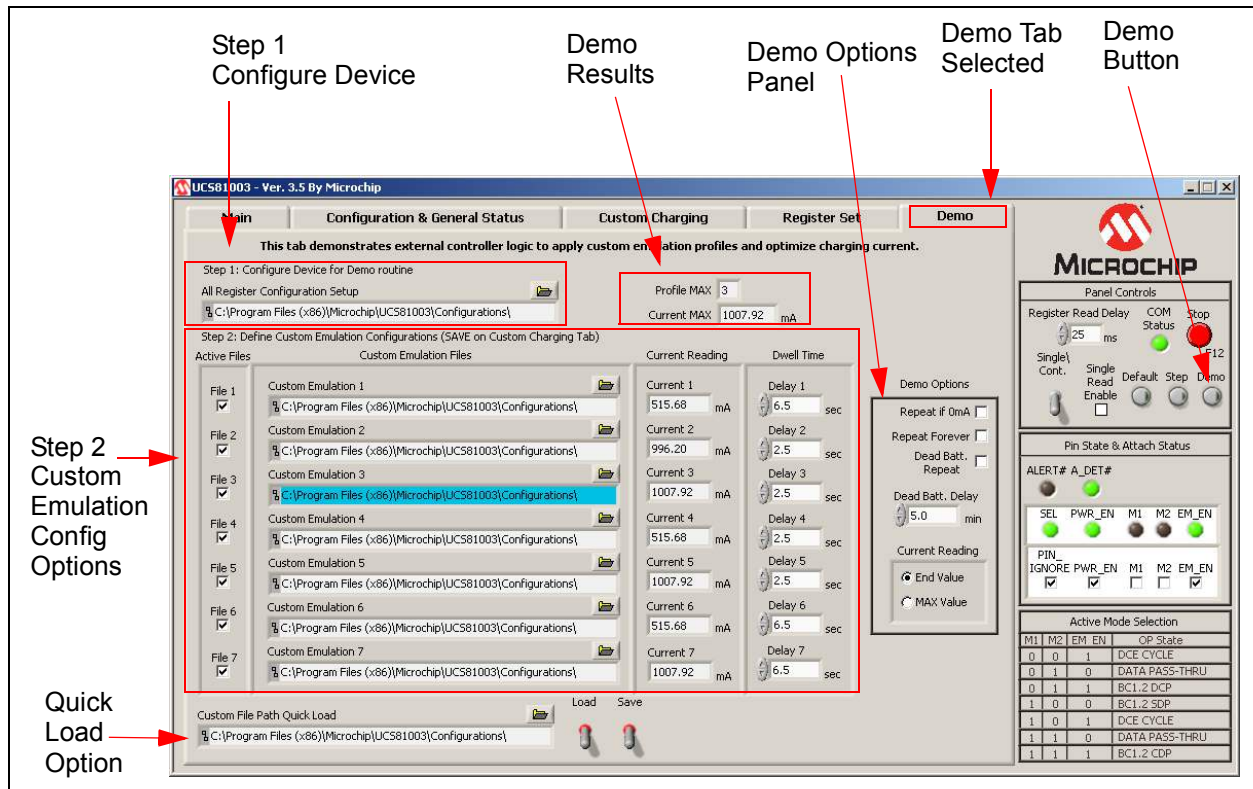 Step 1
Configure Device
Demo
Results
Demo Options
Panel
Demo Tab
Selected
Demo
Button
UCS81003 - Ver. 3.5 By Microchip
Main
Configuration & General Status
Custom Charging
Register Set
Demo
This tab demonstrates external controller logic to apply custom emulation profiles and optimize charging current.
Step 1: Configure Device for Demo routine
All Register Configuration Setup
C:\Program Files (x86)\Microchip\UCS81003\Configurations\
Profile MAX 3
Current MAX 1007.92 mA
Step 2: Define Custom Emulation Configurations (SAVE on Custom Charging Tab)
Active Files
Custom Emulation Files
Current Reading
Dwell Time
File 1
Custom Emulation 1
C:\Program Files (x86)\Microchip\UCS81003\Configurations\
Current 1
515.68 mA
Delay 1
6.5 sec
File 2
Custom Emulation 2
C:\Program Files (x86)\Microchip\UCS81003\Configurations\
Current 2
996.20 mA
Delay 2
2.5 sec
File 3
Custom Emulation 3
C:\Program Files (x86)\Microchip\UCS81003\Configurations\
Current 3
1007.92 mA
Delay 3
2.5 sec
File 4
Custom Emulation 4
C:\Program Files (x86)\Microchip\UCS81003\Configurations\
Current 4
515.68 mA
Delay 4
2.5 sec
File 5
Custom Emulation 5
C:\Program Files (x86)\Microchip\UCS81003\Configurations\
Current 5
1007.92 mA
Delay 5
2.5 sec
File 6
Custom Emulation 6
C:\Program Files (x86)\Microchip\UCS81003\Configurations\
Current 6
515.68 mA
Delay 6
6.5 sec
File 7
Custom Emulation 7
C:\Program Files (x86)\Microchip\UCS81003\Configurations\
Current 7
1007.92 mA
Delay 7
6.5 sec
Custom File Path Quick Load
C:\Program Files (x86)\Microchip\UCS81003\Configurations\
Load
Save
Step 2
Custom
Emulation
Config
Options
Quick
Load
Option
Demo Options
Repeat if 0mA
Repeat Forever
Dead Batt.
Repeat
Dead Batt. Delay
5.0 min
Current Reading
End Value
MAX Value
MICROCHIP
Panel Controls
Register Read Delay
25 ms
COM
Status
Stop
F12
Single\
Cont.
Single
Read
Enable
Default
Step
Demo
Pin State & Attach Status
ALERT# A_DET#
SEL PWR_EN M1 M2 EM_EN
PIN_
IGNORE PWR_EN M1 M2 EM_EN
Active Mode Selection
M1 M2 EM_EN OP State
0 0 1 DCE CYCLE
0 1 0 DATA PASS-THRU
0 1 1 BC1.2 DCP
1 0 0 BC1.2 SDP
1 0 1 DCE CYCLE
1 1 0 DATA PASS-THRU
1 1 1 BC1.2 CDP